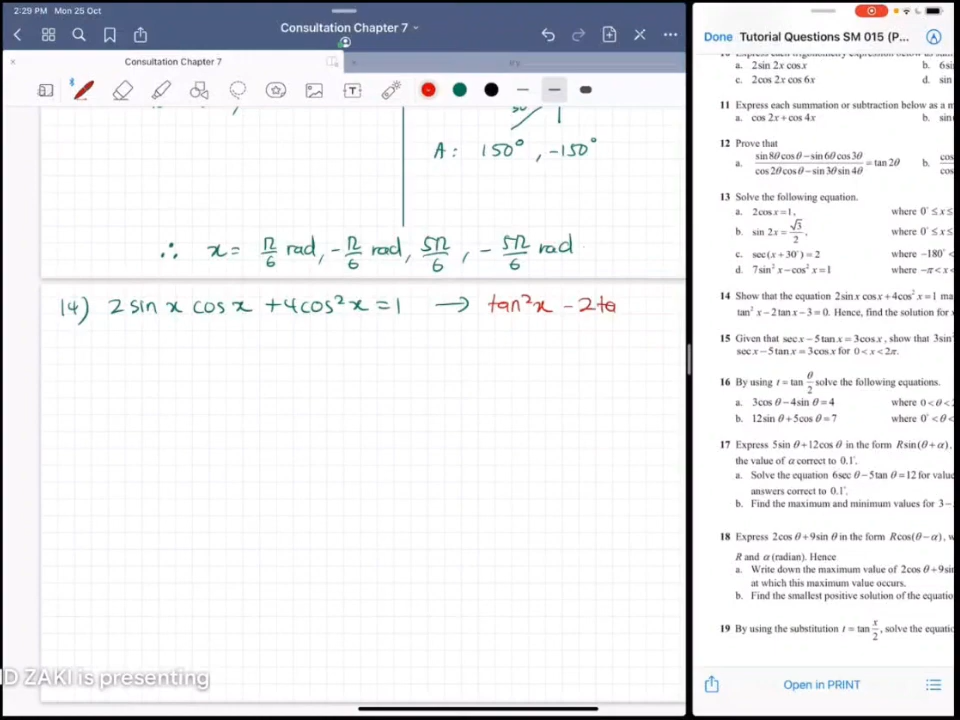 2:29 PM Mon 25 Oct
Consultation Chapter 7
Consultation Chapter 7
A: 150°, -150°
∴ x = π/6 rad, -π/6 rad, 5π/6, -5π/6 rad
14) 2 sin x cos x + 4cos²x = 1 → tan²x - 2ta
ZAKI is presenting
Done Tutorial Questions SM 015 (P...
a. 2sin 2x cos x
c. 2cos 2x cos 6x
d. sin
11 Express each summation or subtraction below as a m
a. cos 2x + cos 4x b. sin
12 Prove that
a. (sin 8θ cos θ − sin 6θ cos 3θ)/(cos 2θ cos θ − sin 3θ sin 4θ) = tan 2θ b. cos
cos
13 Solve the following equation.
a. 2cos x = 1, where 0° ≤ x ≤
b. sin 2x = √3/2, where 0° ≤ x ≤
c. sec(x + 30°) = 2 where −180°
d. 7sin² x − cos² x = 1 where −π < x <
14 Show that the equation 2sin x cos x + 4cos² x = 1 ma
tan² x − 2 tan x − 3 = 0. Hence, find the solution for
15 Given that sec x − 5 tan x = 3cos x, show that 3sin
sec x − 5 tan x = 3cos x for 0 < x < 2π.
16 By using t = tan θ/2 solve the following equations.
a. 3cos θ − 4sin θ = 4 where 0 < θ <
b. 12sin θ + 5cos θ = 7 where 0° < θ <
17 Express 5sin θ + 12cos θ in the form Rsin(θ + α),
the value of α correct to 0.1°.
a. Solve the equation 6sec θ − 5tan θ = 12 for value
answers correct to 0.1°.
b. Find the maximum and minimum values for 3 −
18 Express 2cos θ + 9sin θ in the form Rcos(θ − α), w
R and α (radian). Hence
a. Write down the maximum value of 2cos θ + 9sin
at which this maximum value occurs.
b. Find the smallest positive solution of the equatio
19 By using the substitution t = tan x/2, solve the equati
Open in PRINT